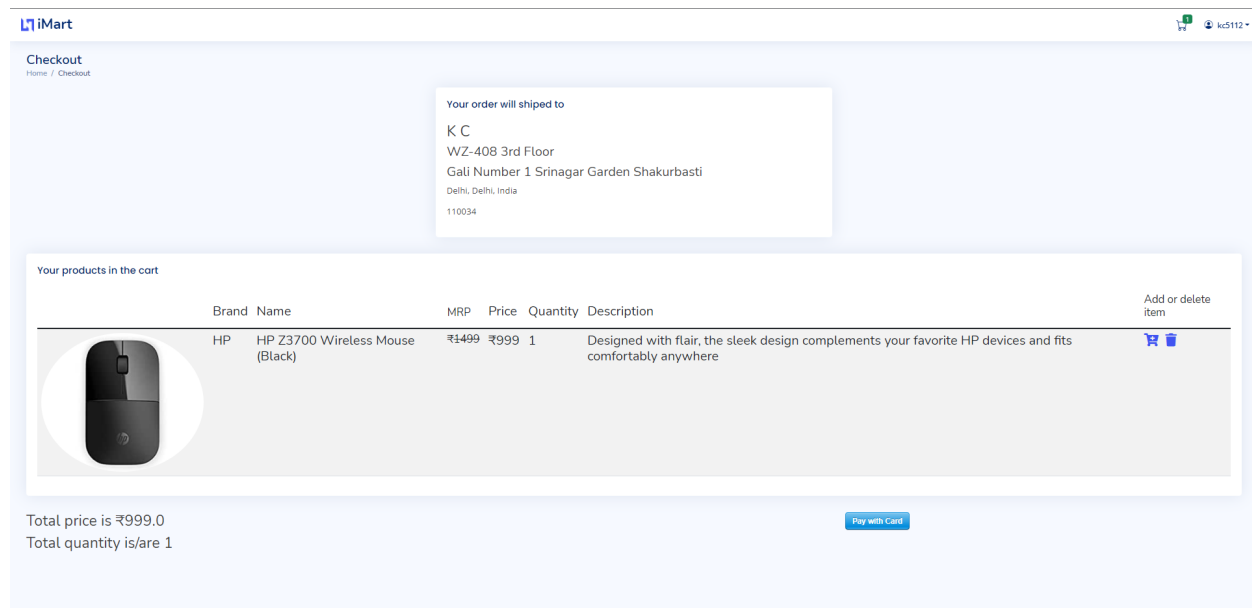 iMart
1
kc5112
Checkout
Home / Checkout
Your order will shiped to
K C
WZ-408 3rd Floor
Gali Number 1 Srinagar Garden Shakurbasti
Delhi, Delhi, India
110034
Your products in the cart
Brand Name MRP Price Quantity Description Add or delete item
HP HP Z3700 Wireless Mouse (Black) ₹1499 ₹999 1 Designed with flair, the sleek design complements your favorite HP devices and fits comfortably anywhere
hp
Total price is ₹999.0
Pay with Card
Total quantity is/are 1